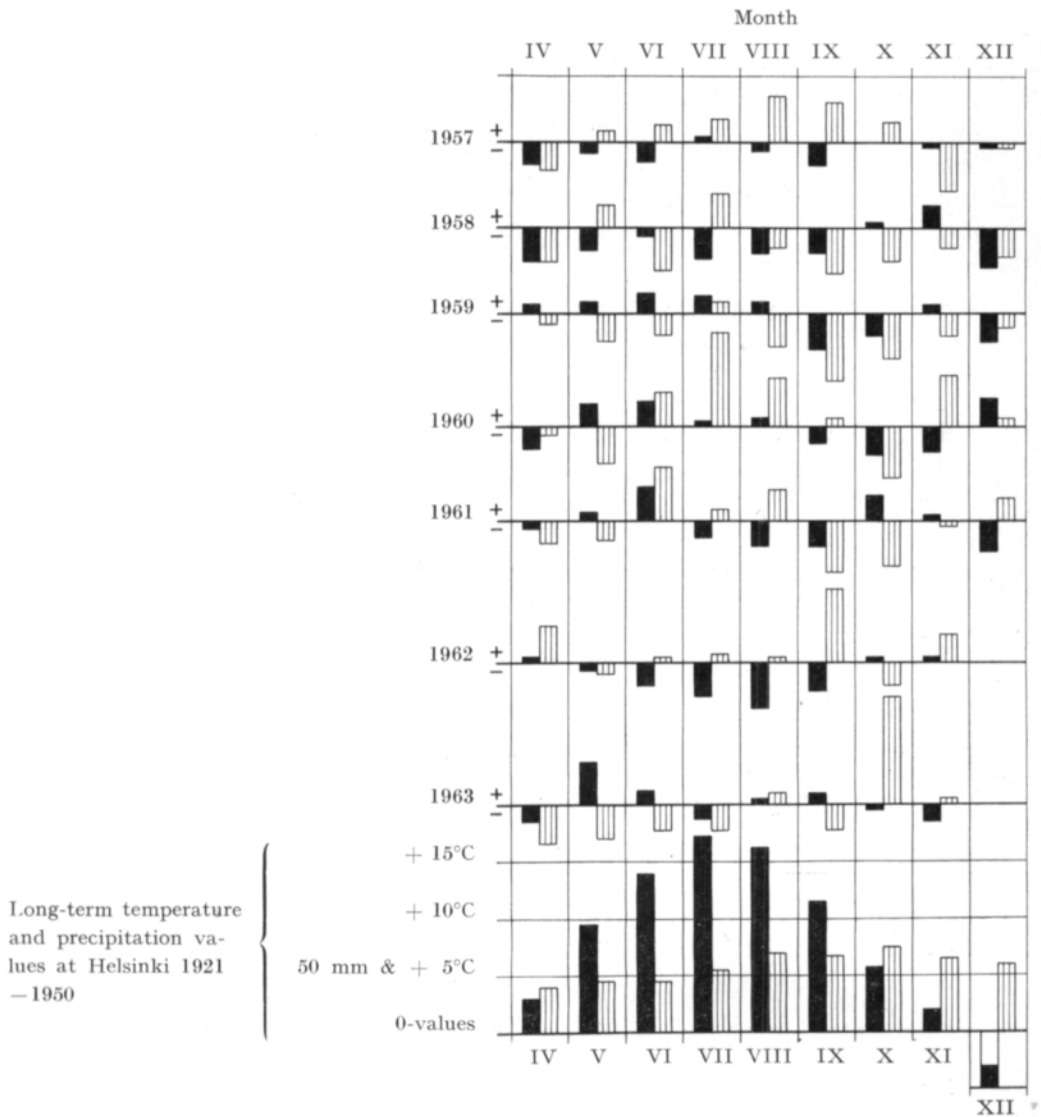 Month
IV V VI VII VIII IX X XI XII
1957 + −
1958 + −
1959 + −
1960 + −
1961 + −
1962 + −
1963 + −
+ 15°C
+ 10°C
50 mm & + 5°C
0-values
Long-term temperature
and precipitation va-
lues at Helsinki 1921
—1950
IV V VI VII VIII IX X XI
XII